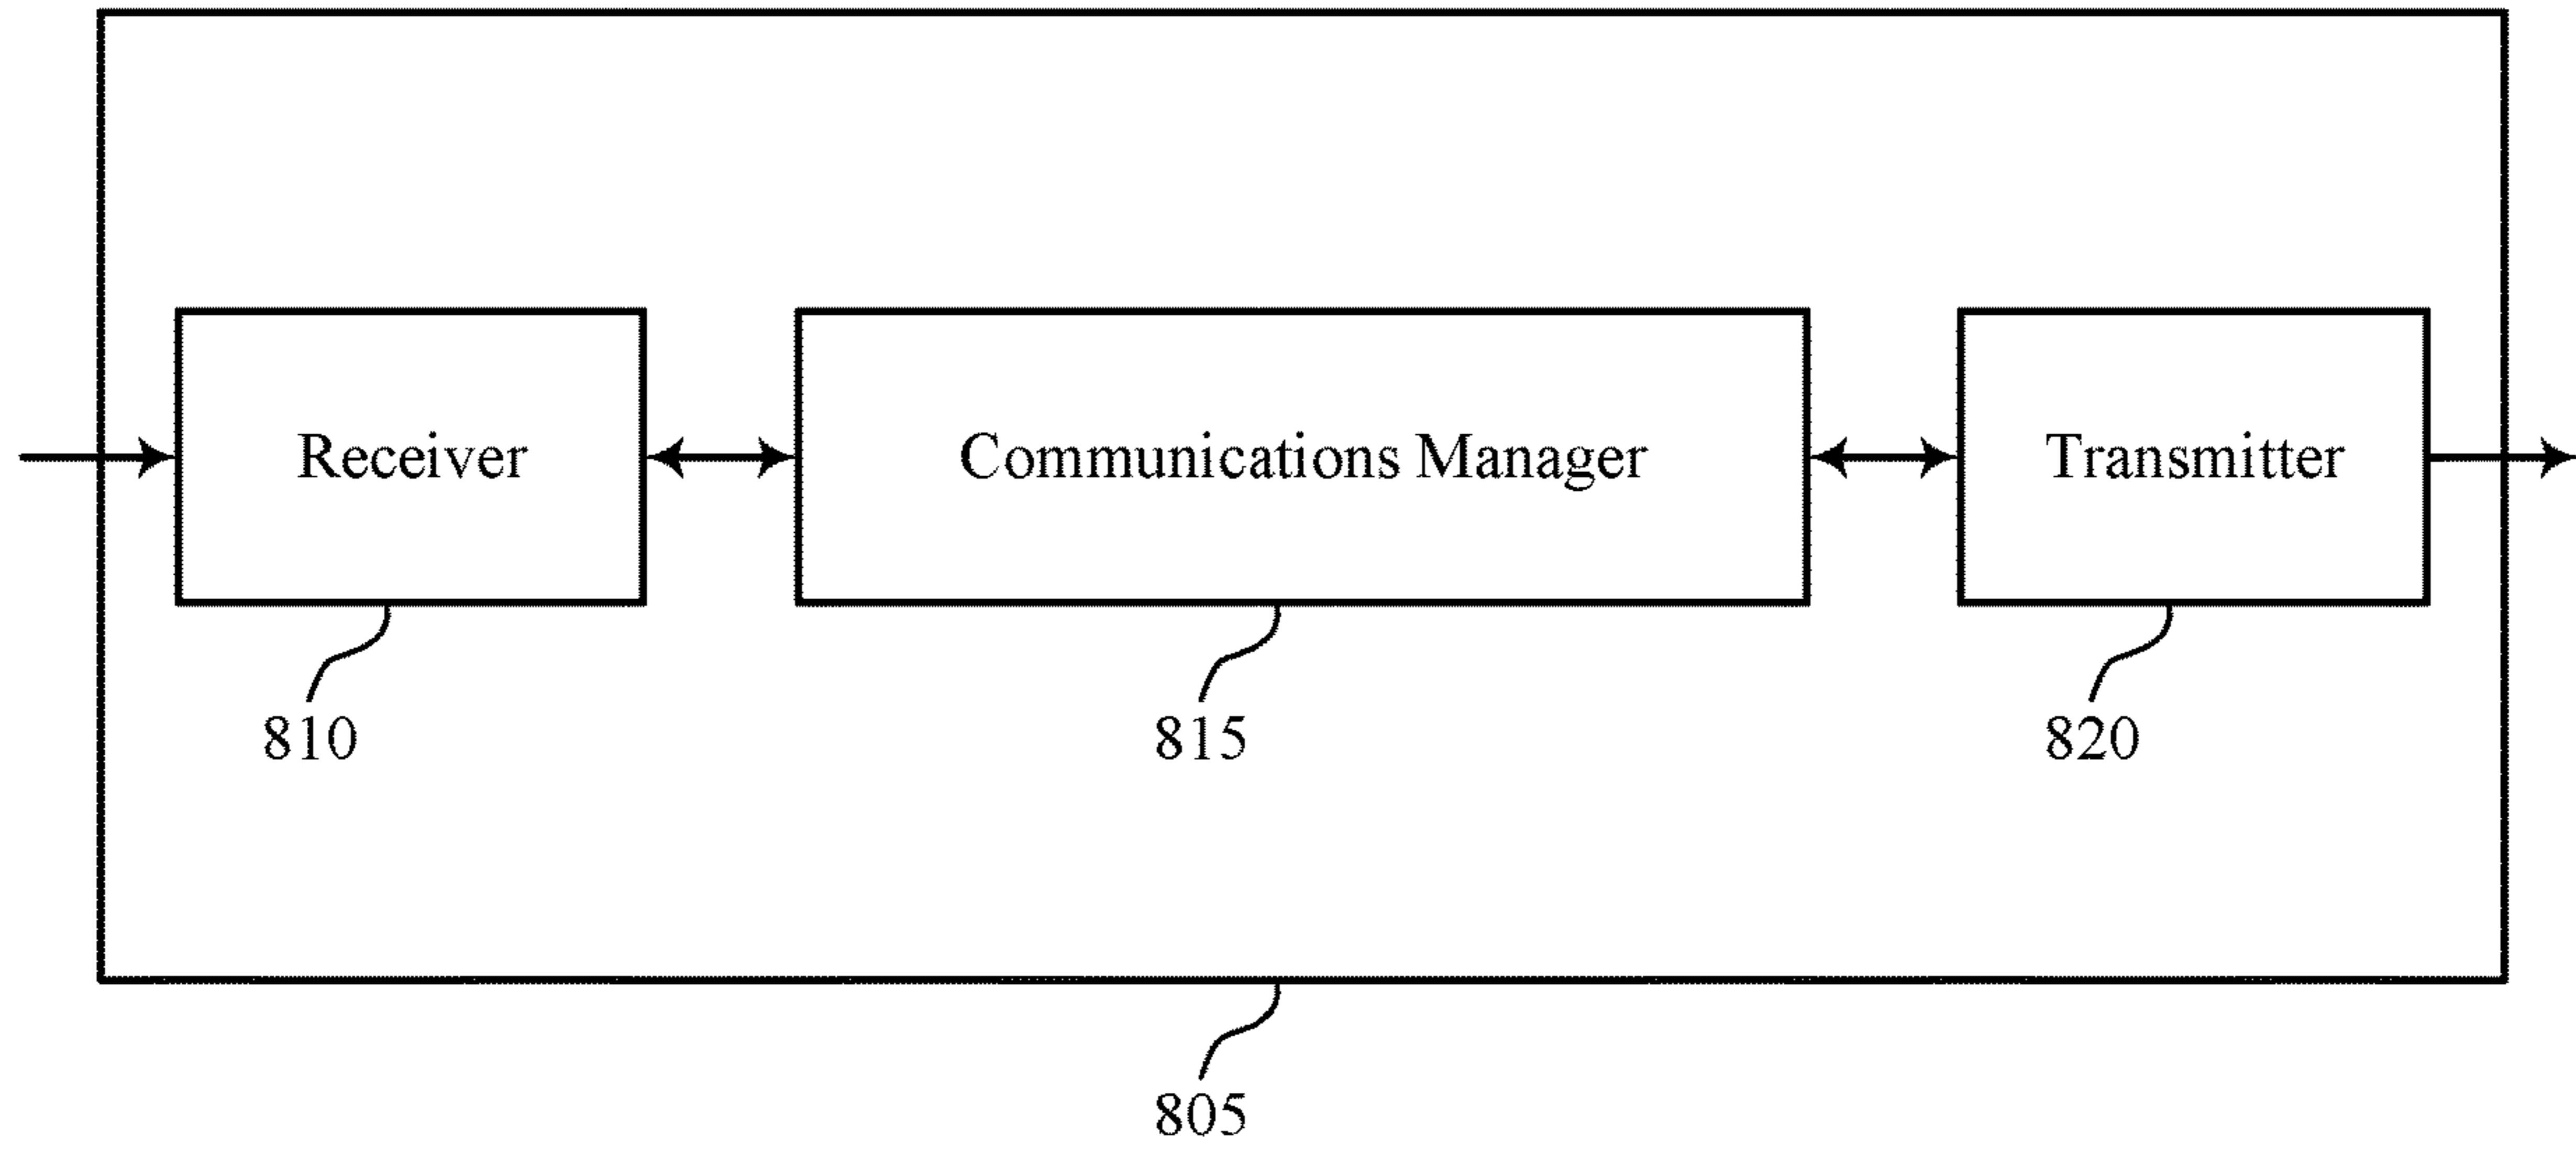 Receiver
Communications Manager
Transmitter
810
815
820
805